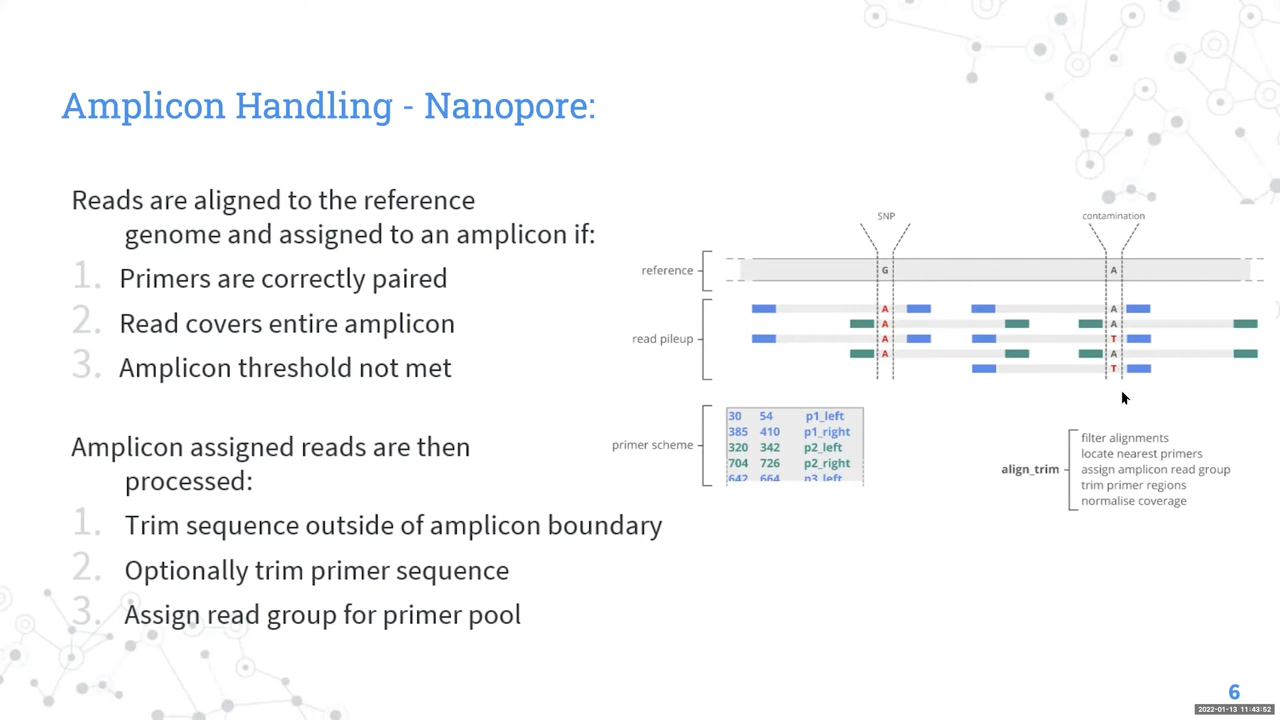 Amplicon Handling - Nanopore:
Reads are aligned to the reference
genome and assigned to an amplicon if:
1. Primers are correctly paired
2. Read covers entire amplicon
3. Amplicon threshold not met
Amplicon assigned reads are then
processed:
1. Trim sequence outside of amplicon boundary
2. Optionally trim primer sequence
3. Assign read group for primer pool
SNP contamination
reference G A
read pileup
A A
A A
A T
A A
T
primer scheme
30 54 p1_left
385 410 p1_right
320 342 p2_left
704 726 p2_right
642 664 p3_left
align_trim
filter alignments
locate nearest primers
assign amplicon read group
trim primer regions
normalise coverage
6
2022-01-13 11:43:52